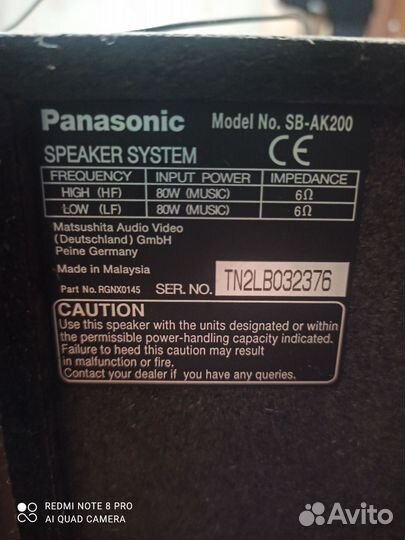 Panasonic Model No. SB-AK200
SPEAKER SYSTEM CE
FREQUENCY INPUT POWER IMPEDANCE
HIGH (HF) 80W (MUSIC) 6Ω
LOW (LF) 80W (MUSIC) 6Ω
Matsushita Audio Video
(Deutschland) GmbH
Peine Germany
Made in Malaysia
Part No. RGNX0145 SER. NO. TN2LB032376
CAUTION
Use this speaker with the units designated or within
the permissible power-handling capacity indicated.
Failure to heed this caution may result
in malfunction or fire.
Contact your dealer if you have any queries.
REDMI NOTE 8 PRO
AI QUAD CAMERA
Avito